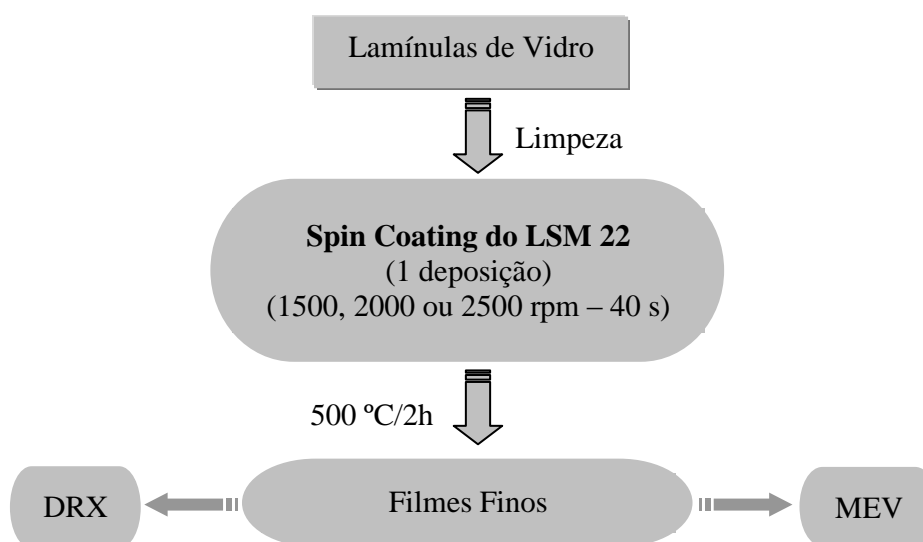 Lamínulas de Vidro
Limpeza
Spin Coating do LSM 22
(1 deposição)
(1500, 2000 ou 2500 rpm – 40 s)
500 ºC/2h
DRX
Filmes Finos
MEV